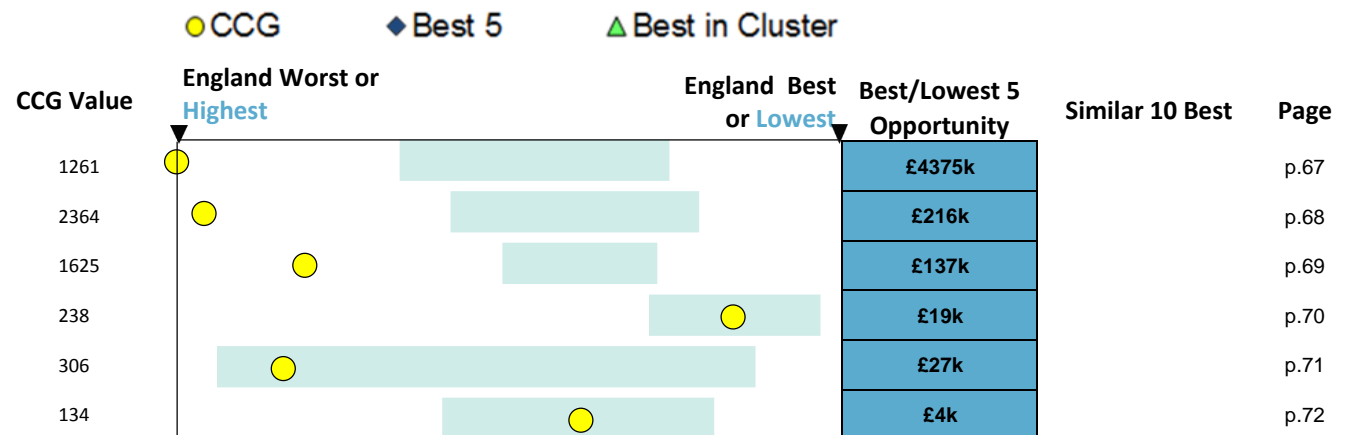 CCG Best 5 Best in Cluster
CCG Value England Worst or Highest England Best or Lowest Best/Lowest 5 Opportunity Similar 10 Best Page
1261 £4375k p.67
2364 £216k p.68
1625 £137k p.69
238 £19k p.70
306 £27k p.71
134 £4k p.72